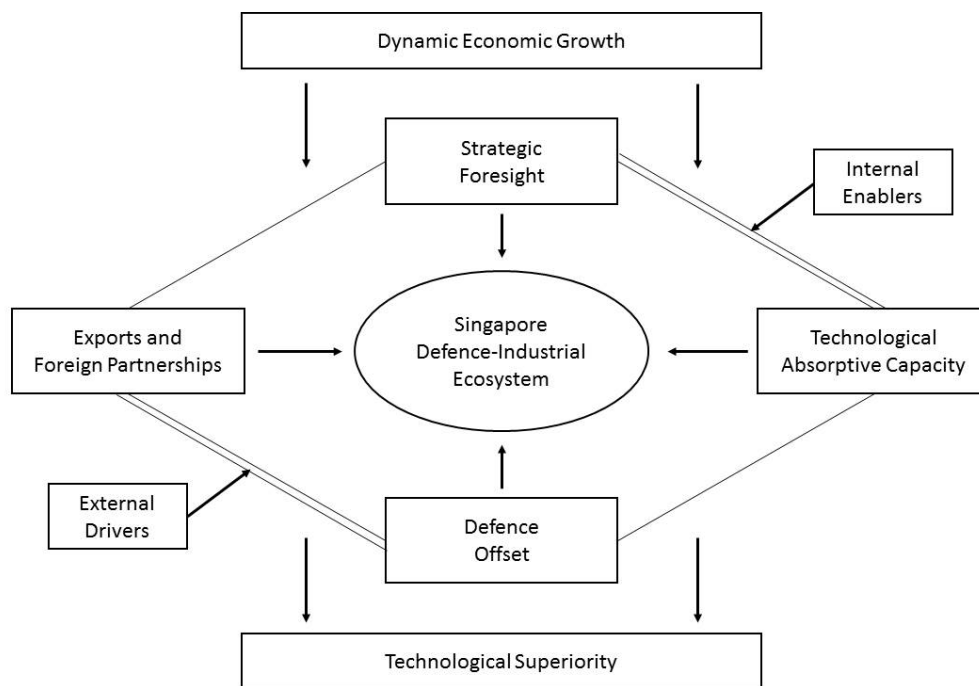 Dynamic Economic Growth
Strategic
Foresight
Internal
Enablers
Exports and
Foreign Partnerships
Singapore
Defence-Industrial
Ecosystem
Technological
Absorptive Capacity
External
Drivers
Defence
Offset
Technological Superiority